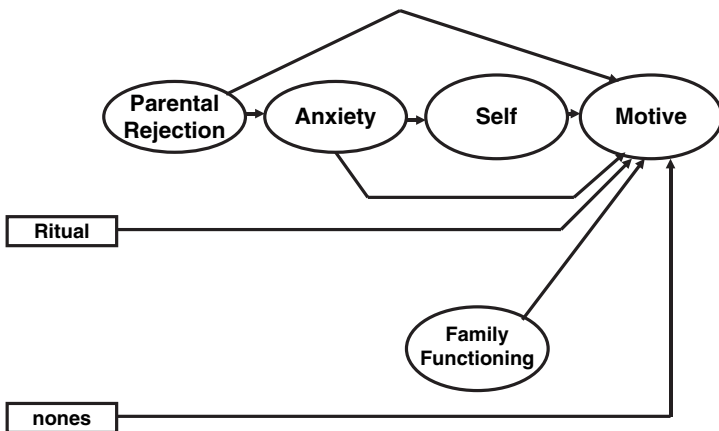 Parental
Rejection
Anxiety
Self
Motive
Ritual
Family
Functioning
nones